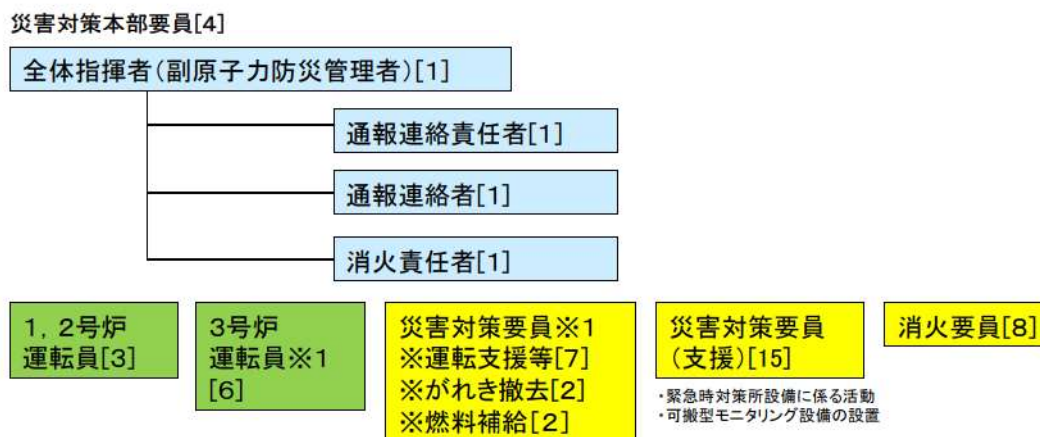 災害対策本部要員[4]
全体指揮者(副原子力防災管理者)[1]
通報連絡責任者[1]
通報連絡者[1]
消火責任者[1]
1,2号炉
運転員[3]
3号炉
運転員※1
[6]
災害対策要員※1
※運転支援等[7]
※がれき撤去[2]
※燃料補給[2]
災害対策要員
(支援)[15]
・緊急時対策所設備に係る活動
・可搬型モニタリング設備の設置
消火要員[8]